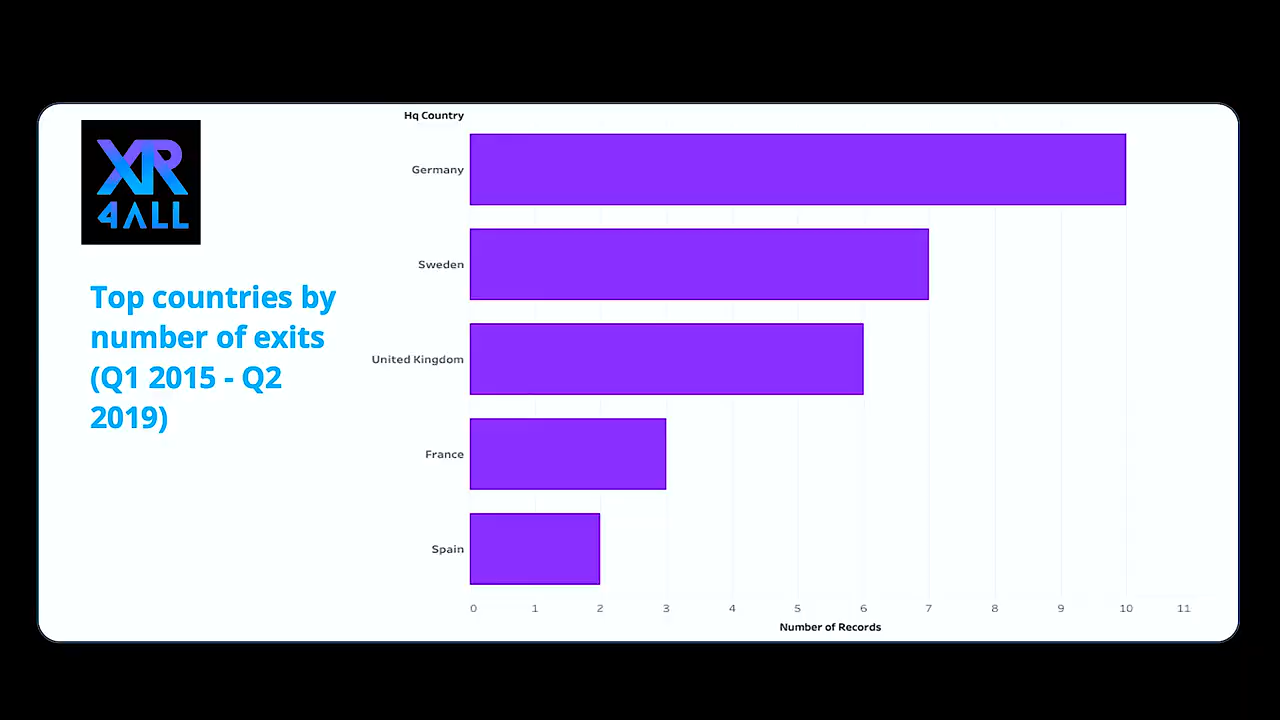 XR
4ALL
Top countries by
number of exits
(Q1 2015 - Q2
2019)
Hq Country
Germany
Sweden
United Kingdom
France
Spain
0 1 2 3 4 5 6 7 8 9 10 11
Number of Records